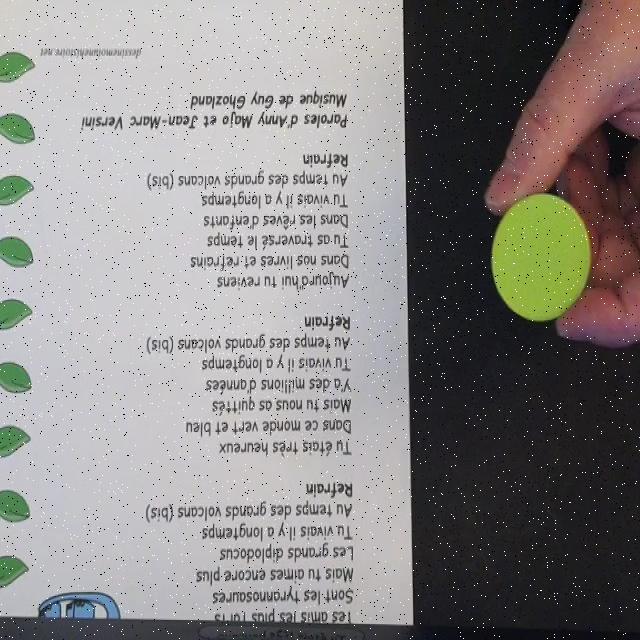 Tes amis les plus forts
Sont les Tyrannosaures
Mais tu aimes encore plus
Les grands diplodocus
Tu vivais il y a longtemps
Au temps des grands volcans (bis)
Refrain
Tu étais très heureux
Dans ce monde vert et bleu
Mais tu nous as quittés
Y'a des millions d'années
Tu vivais il y a longtemps
Au temps des grands volcans (bis)
Refrain
Aujourd'hui tu reviens
Dans nos livres et refrains
Tu as traversé le temps
Dans les rêves d'enfants
Tu vivais il y a longtemps
Au temps des grands volcans (bis)
Refrain
Paroles d'Anny Majo et Jean-Marc Versini
Musique de Guy Ghozland
dessinemoiunehistoire.net